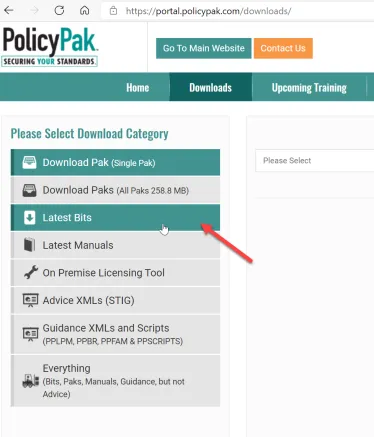 https://portal.policypak.com/downloads/
PolicyPak
SECURING YOUR STANDARDS.
Go To Main Website
Contact Us
Home
Downloads
Upcoming Training
Please Select Download Category
Download Pak (Single Pak)
Please Select
Download Paks (All Paks 258.8 MB)
Latest Bits
Latest Manuals
On Premise Licensing Tool
Advice XMLs (STIG)
Guidance XMLs and Scripts
(PPLPM, PPBR, PPFAM & PPSCRIPTS)
Everything
(Bits, Paks, Manuals, Guidance, but not
Advice)